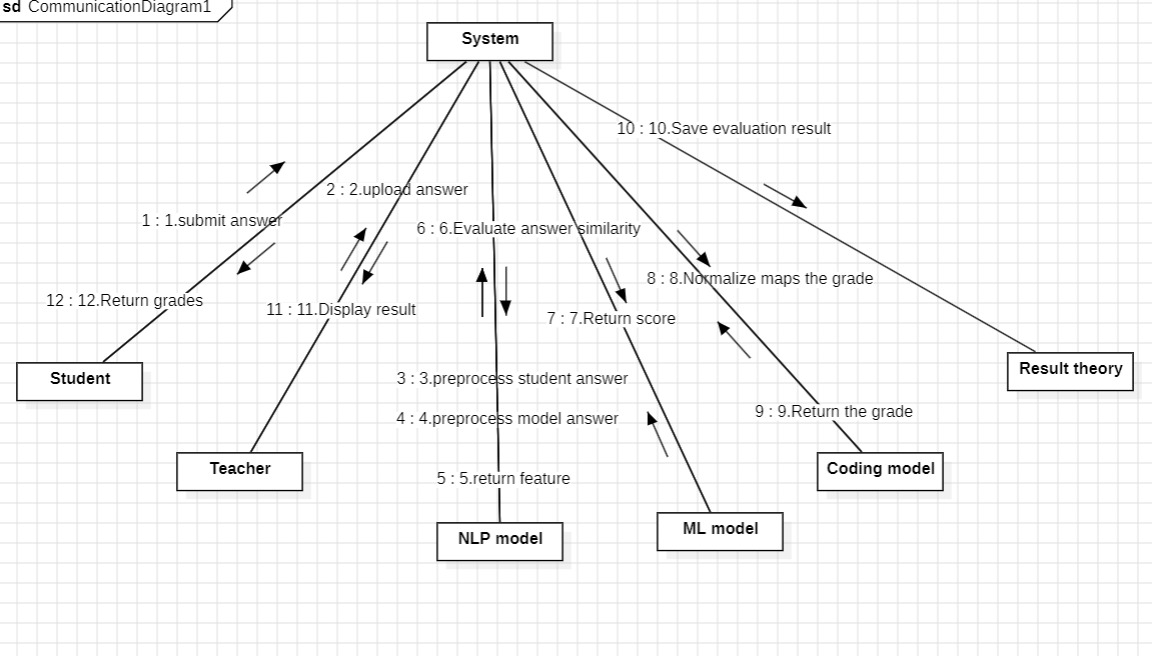 sd CommunicationDiagram1
System
10 : 10.Save evaluation result
2 : 2.upload answer
1 : 1.submit answer
6 : 6.Evaluate answer similarity
8 : 8.Normalize maps the grade
12 : 12.Return grades
11 : 11.Display result
7 : 7.Return score
Student
Result theory
3 : 3.preprocess student answer
9 : 9.Return the grade
4 : 4.preprocess model answer
Teacher
Coding model
5 : 5.return feature
NLP model
ML model